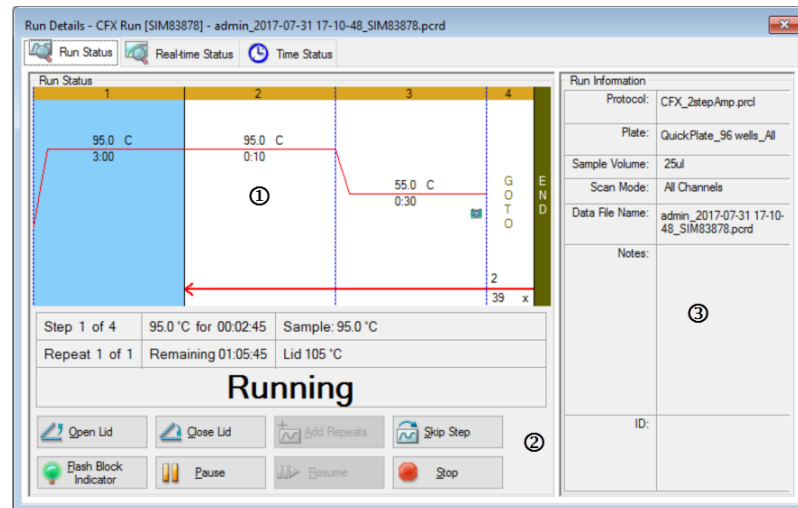 Run Details - CFX Run [SIM83878] - admin_2017-07-31 17-10-48_SIM83878.pcrd
Run Status
Real-time Status
Time Status
Run Status
1
2
3
4
95.0 C
3:00
95.0 C
0:10
55.0 C
0:30
GOTO
END
①
2
39 x
Step 1 of 4
95.0 °C for 00:02:45
Sample: 95.0 °C
Repeat 1 of 1
Remaining 01:05:45
Lid 105 °C
Running
Open Lid
Close Lid
Add Repeats
Skip Step
Flash Block
Indicator
Pause
Resume
Stop
②
Run Information
Protocol: CFX_2stepAmp.prcl
Plate: QuickPlate_96 wells_All
Sample Volume: 25ul
Scan Mode: All Channels
Data File Name: admin_2017-07-31 17-10-
48_SIM83878.pcrd
Notes:
③
ID: